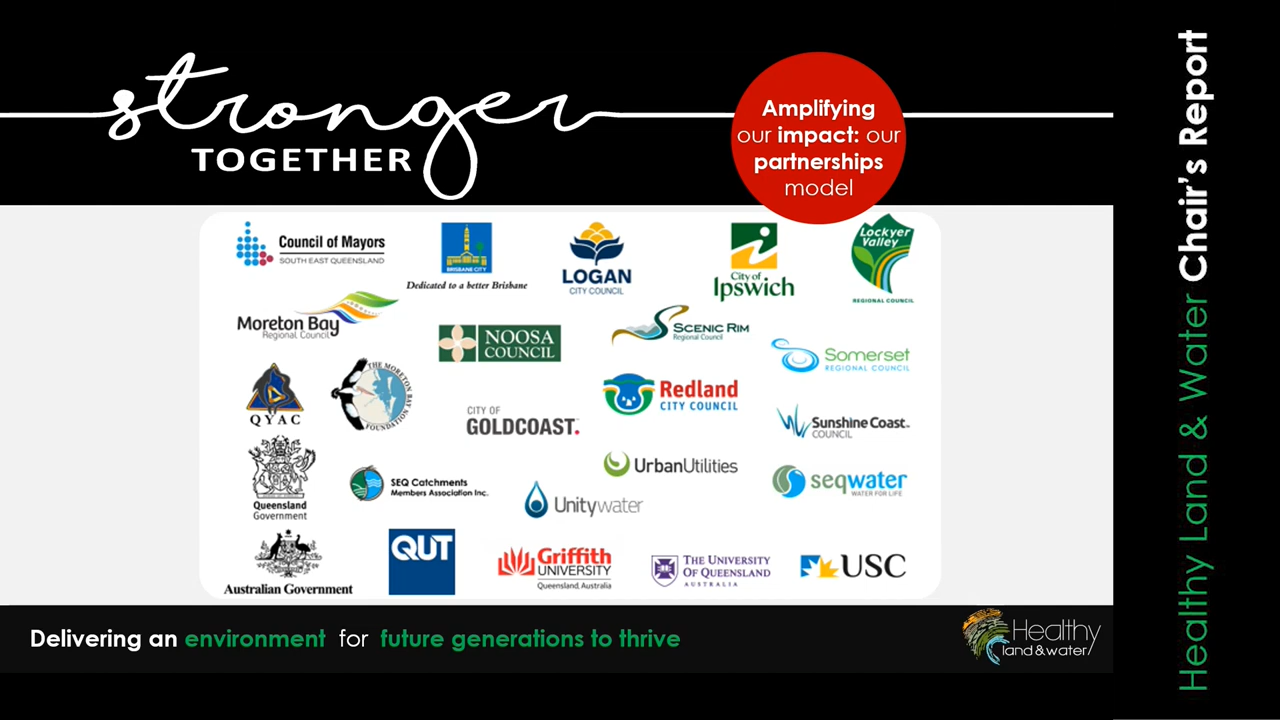 stronger
TOGETHER
Amplifying
our impact: our
partnerships
model
Council of Mayors
SOUTH EAST QUEENSLAND
BRISBANE CITY
Dedicated to a better Brisbane
LOGAN
CITY COUNCIL
City of
Ipswich
Lockyer
Valley
REGIONAL COUNCIL
Moreton Bay
Regional Council
NOOSA
COUNCIL
SCENIC RIM
Regional Council
Somerset
REGIONAL COUNCIL
QYAC
THE MORETON BAY
FOUNDATION
CITY OF
GOLDCOAST.
Redland
CITY COUNCIL
Sunshine Coast
COUNCIL
Queensland
Government
SEQ Catchments
Members Association Inc.
UrbanUtilities
Unitywater
seqwater
WATER FOR LIFE
Australian Government
QUT
Griffith
UNIVERSITY
Queensland, Australia
THE UNIVERSITY
OF QUEENSLAND
AUSTRALIA
USC
Delivering an environment for future generations to thrive
Healthy
land & water
Healthy Land & Water Chair's Report